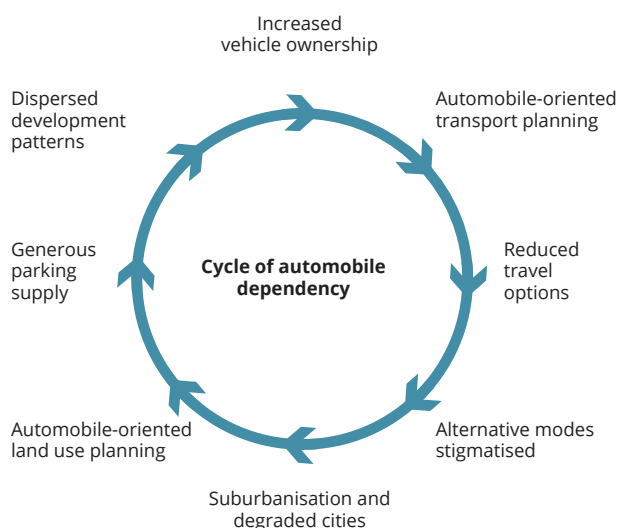 Increased
vehicle ownership
Automobile-oriented
transport planning
Reduced
travel
options
Alternative modes
stigmatised
Suburbanisation and
degraded cities
Automobile-oriented
land use planning
Generous
parking
supply
Dispersed
development
patterns
Cycle of automobile
dependency